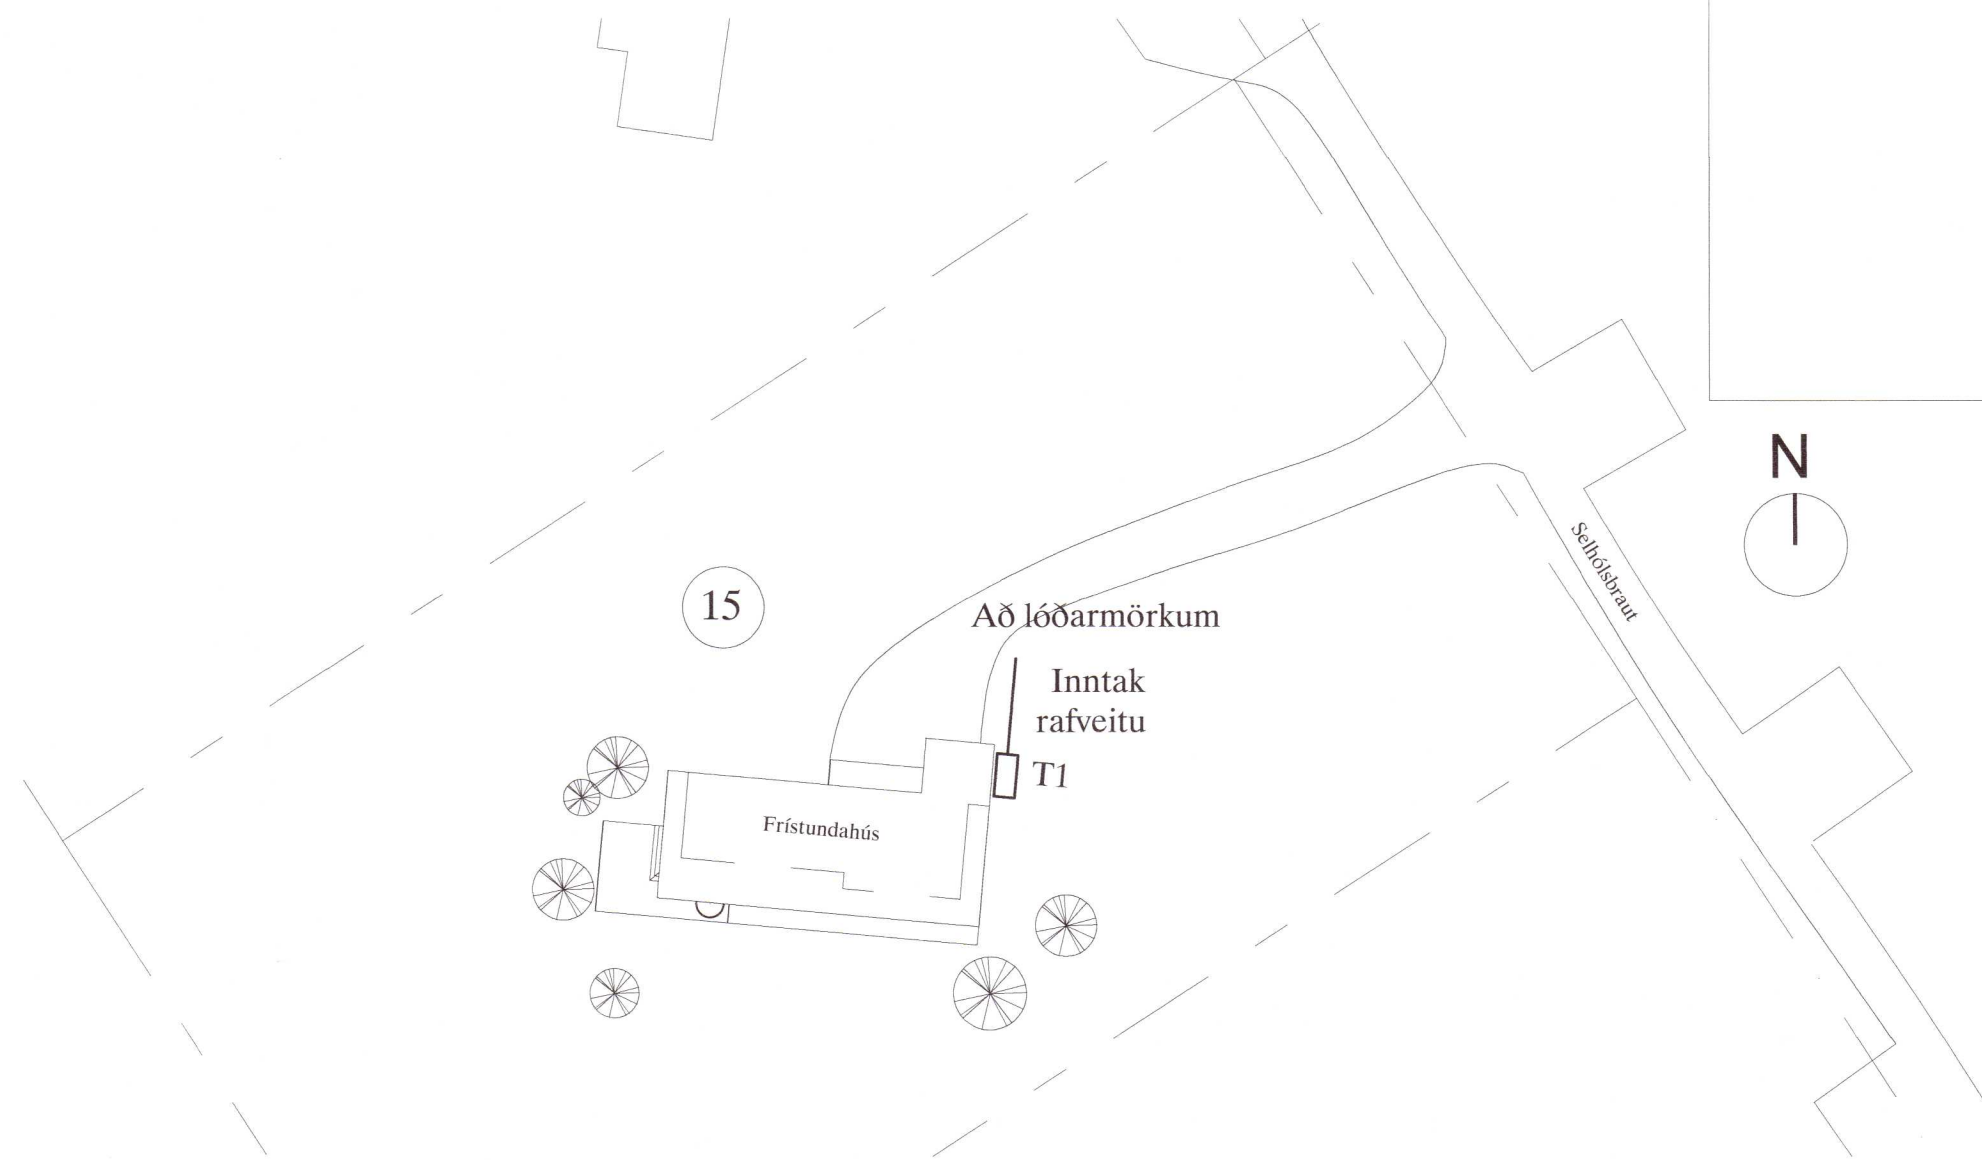 N
Selhólsbraut
15
Að lóðarmörkum
Inntak
rafveitu
T1
Frístundahús